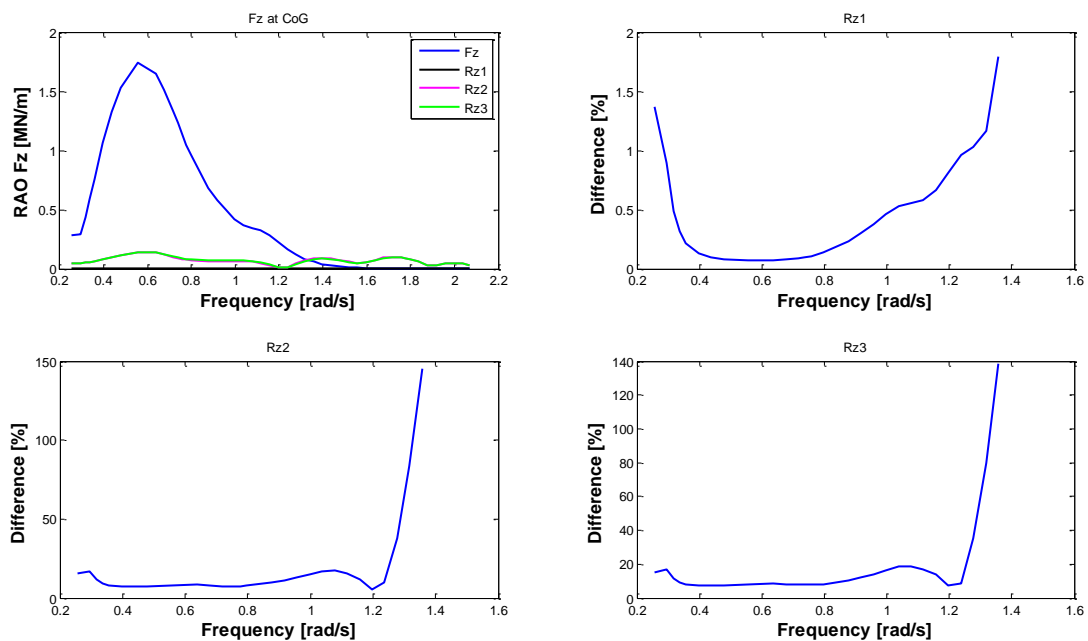 Fz at CoG
RAO Fz [MN/m]
2
1.5
1
0.5
0
0.2 0.4 0.6 0.8 1 1.2 1.4 1.6 1.8 2 2.2
Frequency [rad/s]
Fz
Rz1
Rz2
Rz3
Rz1
Difference [%]
2
1.5
1
0.5
0
0.2 0.4 0.6 0.8 1 1.2 1.4 1.6
Frequency [rad/s]
Rz2
Difference [%]
150
100
50
0
0.2 0.4 0.6 0.8 1 1.2 1.4 1.6
Frequency [rad/s]
Rz3
Difference [%]
140
120
100
80
60
40
20
0
0.2 0.4 0.6 0.8 1 1.2 1.4 1.6
Frequency [rad/s]